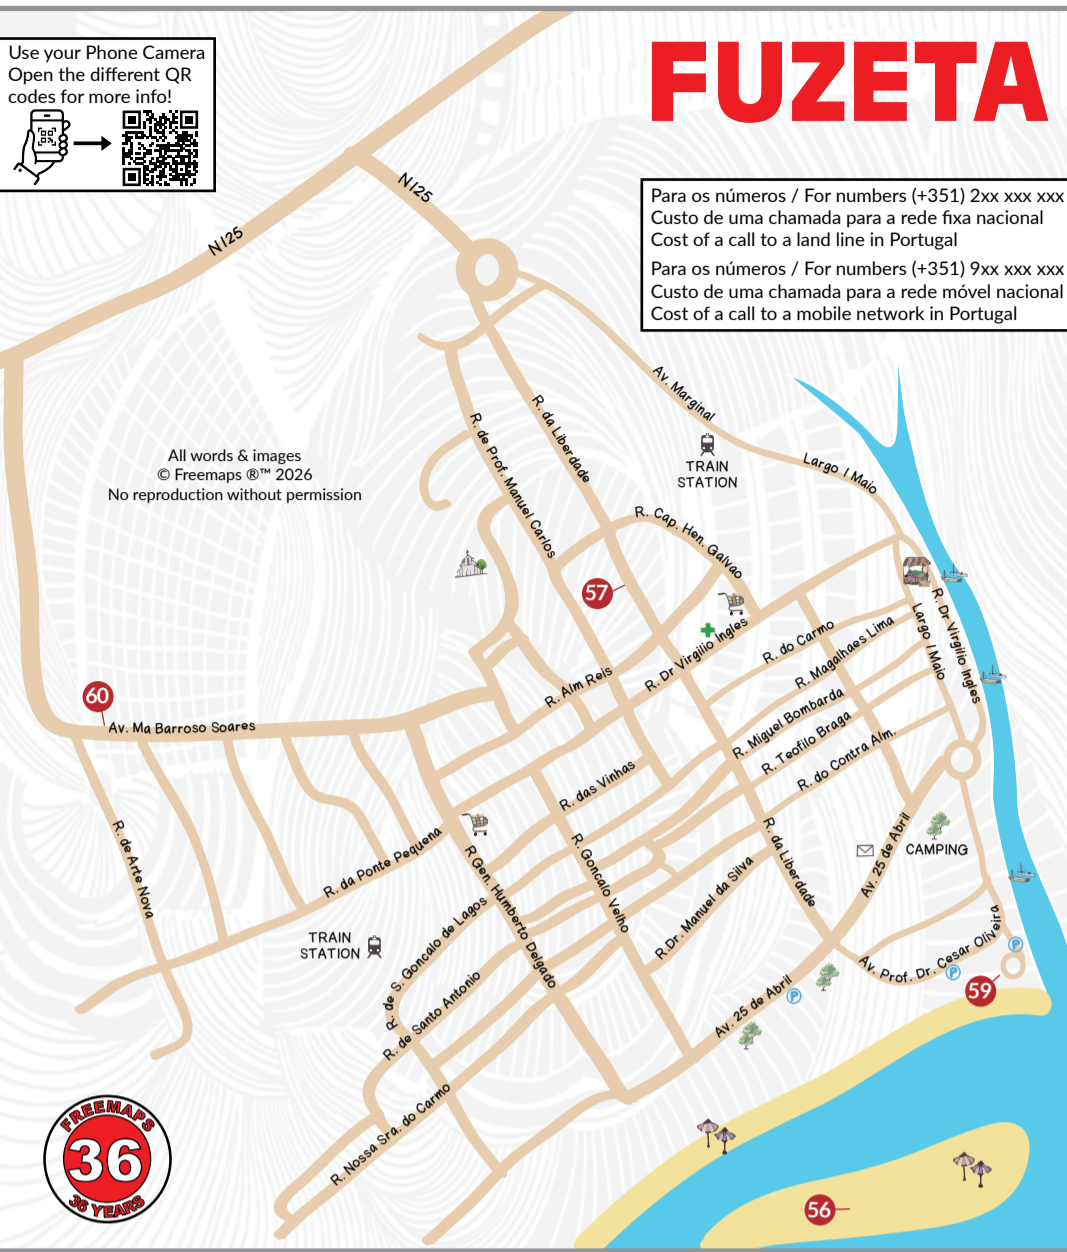 Use your Phone Camera
Open the different QR
codes for more info!
FUZETA
Para os números / For numbers (+351) 2xx xxx xxx
Custo de uma chamada para a rede fixa nacional
Cost of a call to a land line in Portugal
Para os números / For numbers (+351) 9xx xxx xxx
Custo de uma chamada para a rede móvel nacional
Cost of a call to a mobile network in Portugal
N125
N125
Av. Marginal
R. da Liberdade
R. de Prof. Manuel Carlos
All words & images
© Freemaps ®™ 2026
No reproduction without permission
TRAIN
STATION
Largo 1 Maio
R. Cap. Hen. Galvao
57
R. Dr Virgilio Ingles
Largo 1 Maio
R. do Carmo
R. Magalhaes Lima
R. Dr Virgilio Ingles
R. Alm Reis
60
Av. Ma Barroso Soares
R. Miguel Bombarda
R. Teofilo Braga
R. do Contra Alm.
R. das Vinhas
R. de Arte Nova
R. da Ponte Pequena
R Gen. Humberto Delgado
R. Goncalo Velho
R. da Liberdade
Av. 25 de Abril
CAMPING
R.Dr. Manuel da Silva
TRAIN
STATION
R. de S. Goncalo de Lagos
R. de Santo Antonio
Av. Prof. Dr. Cesar Oliveira
P
P
P
59
Av. 25 de Abril
R. Nossa Sra. do Carmo
FREEMAPS
36
36 YEARS
56